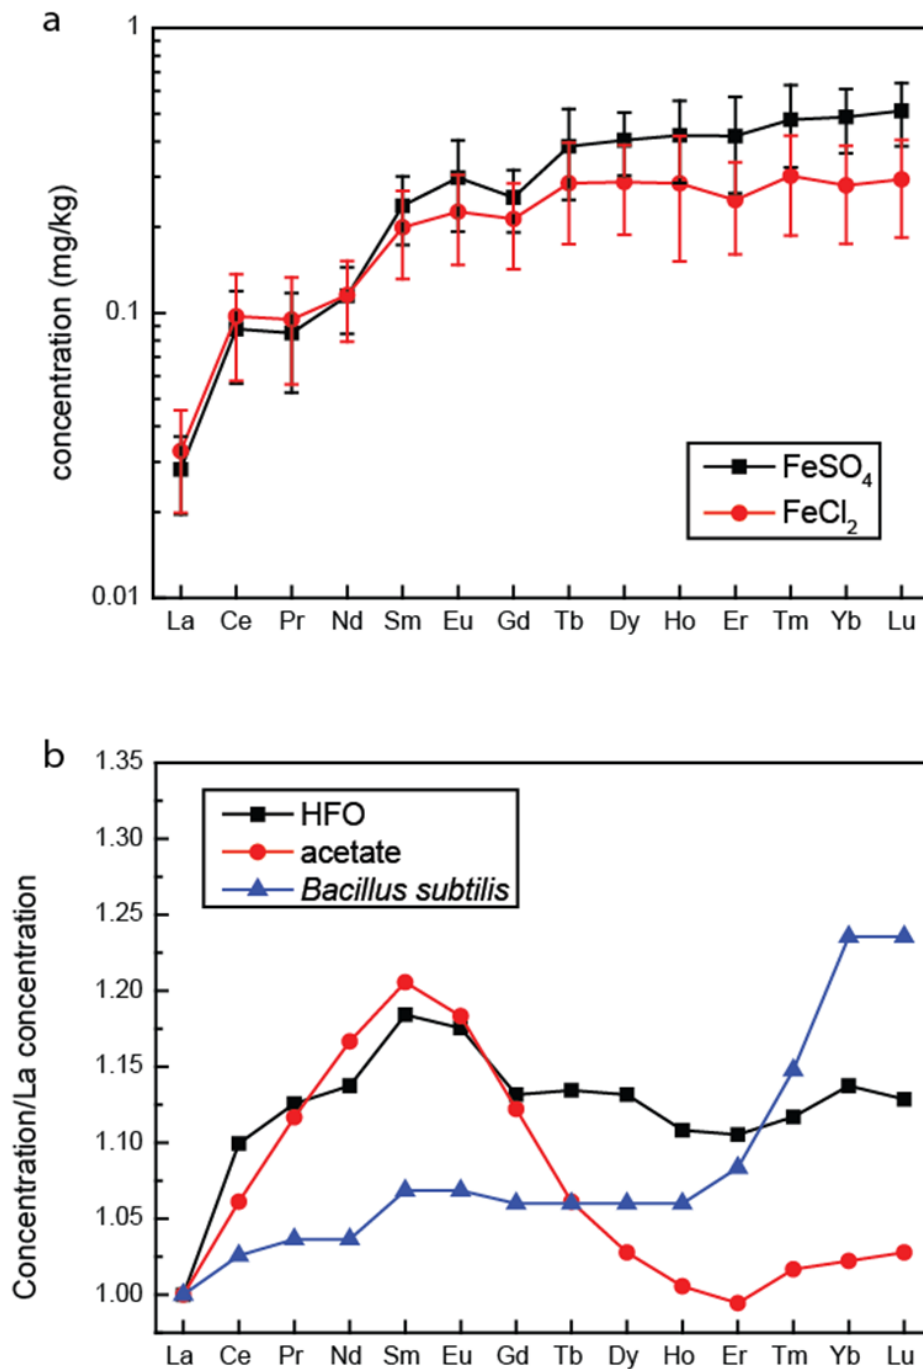 a
1
0.1
0.01
concentration (mg/kg)
FeSO4
FeCl2
La Ce Pr Nd Sm Eu Gd Tb Dy Ho Er Tm Yb Lu
b
1.35
1.30
1.25
1.20
1.15
1.10
1.05
1.00
Concentration/La concentration
HFO
acetate
Bacillus subtilis
La Ce Pr Nd Sm Eu Gd Tb Dy Ho Er Tm Yb Lu